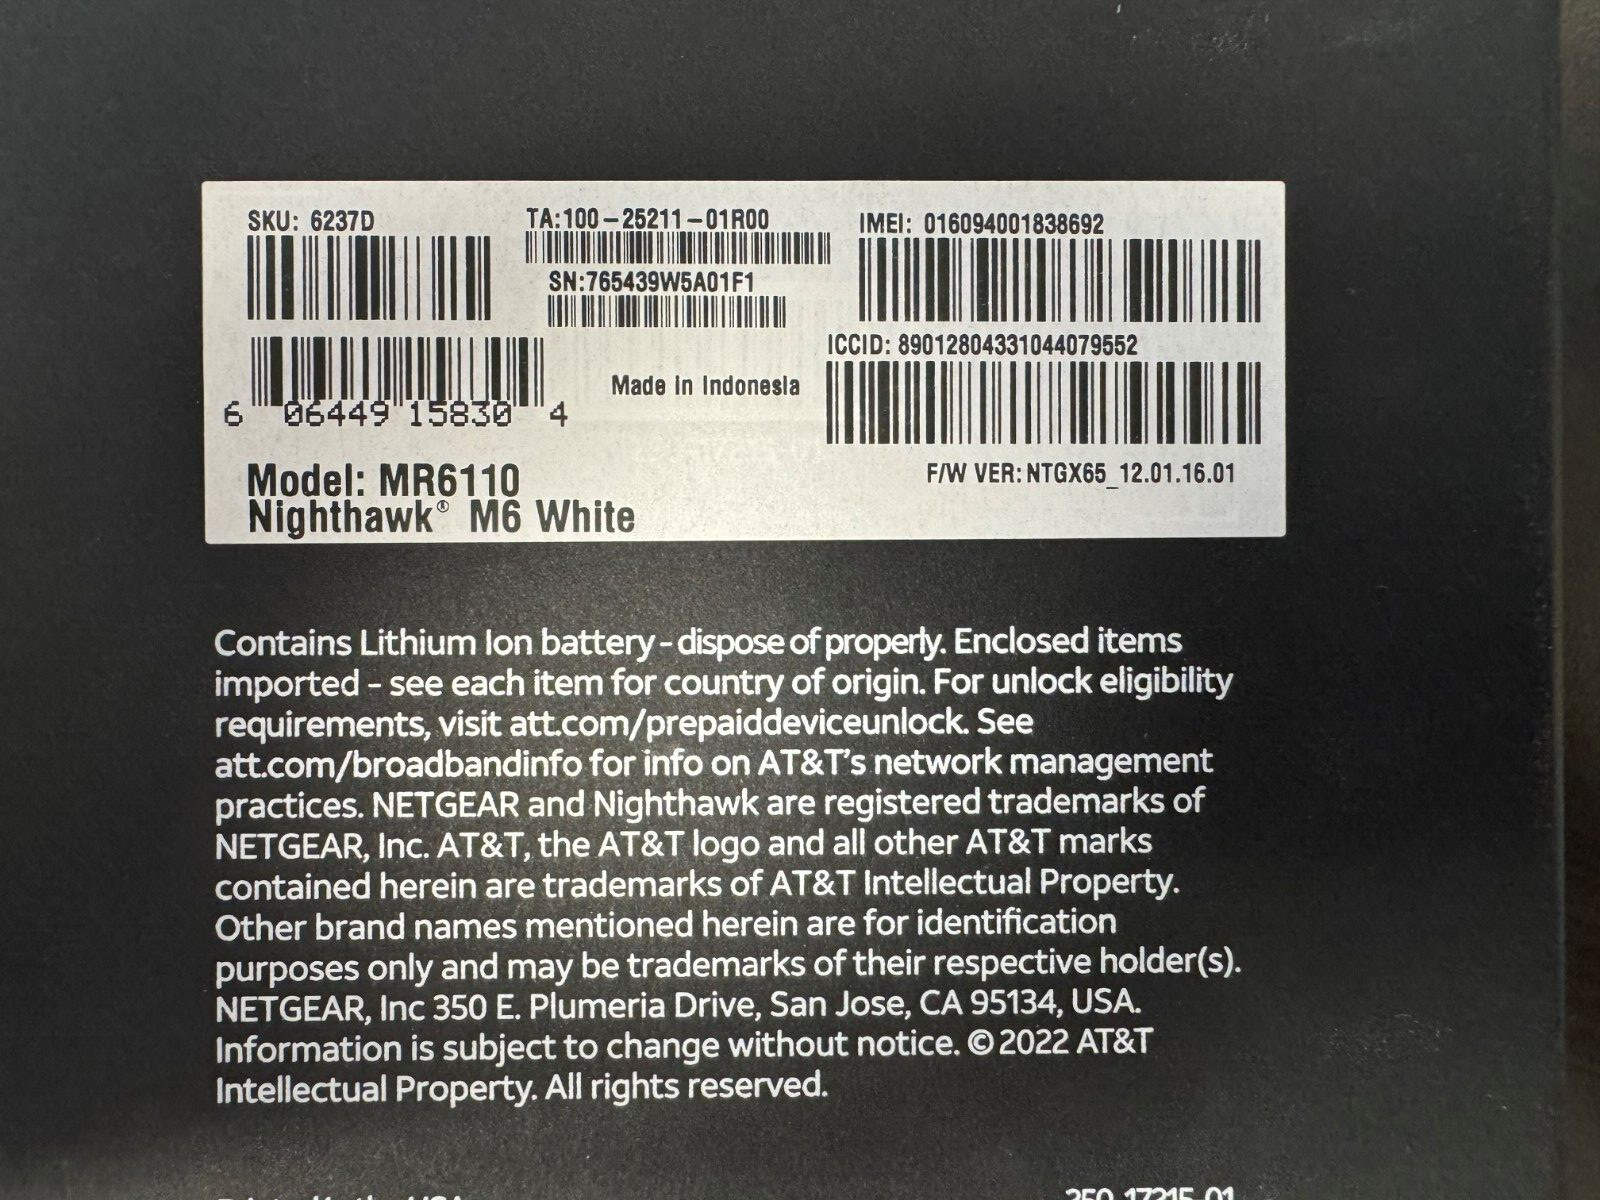 SKU: 6237D
TA:100-25211-01R00
IMEI: 016094001838692
SN:765439W5A01F1
ICCID: 89012804331044079552
6 06449 15830 4
Made in Indonesia
F/W VER:NTGX65_12.01.16.01
Model: MR6110
Nighthawk® M6 White
Contains Lithium Ion battery - dispose of properly. Enclosed items
imported - see each item for country of origin. For unlock eligibility
requirements, visit att.com/prepaiddeviceunlock. See
att.com/broadbandinfo for info on AT&T's network management
practices. NETGEAR and Nighthawk are registered trademarks of
NETGEAR, Inc. AT&T, the AT&T logo and all other AT&T marks
contained herein are trademarks of AT&T Intellectual Property.
Other brand names mentioned herein are for identification
purposes only and may be trademarks of their respective holder(s).
NETGEAR, Inc 350 E. Plumeria Drive, San Jose, CA 95134, USA.
Information is subject to change without notice. © 2022 AT&T
Intellectual Property. All rights reserved.